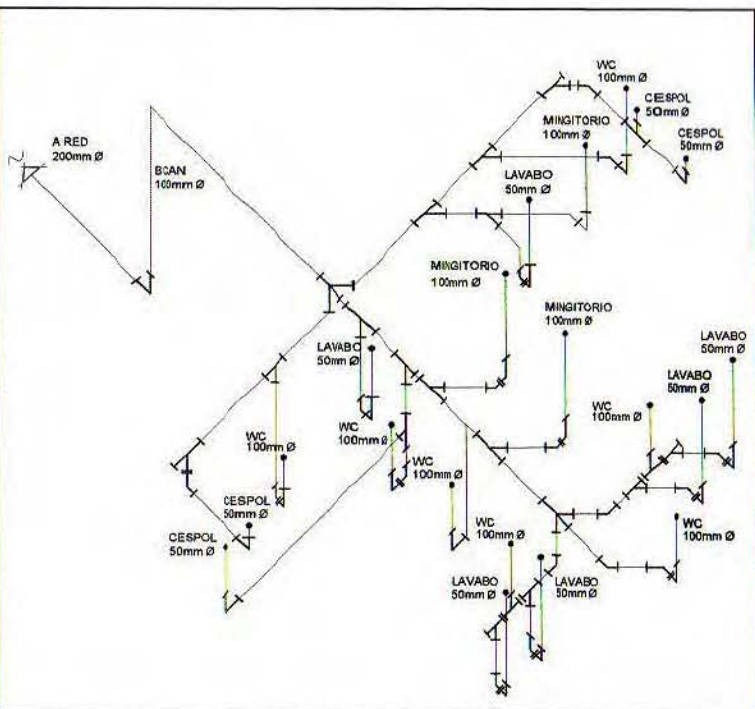 WC
100mm Ø
CESPOL
50mm Ø
MINGITORIO
100mm Ø
CESPOL
50mm Ø
A RED
200mm Ø
BCAN
100mm Ø
LAVABO
50mm Ø
MINGITORIO
100mm Ø
MINGITORIO
100mm Ø
LAVABO
50mm Ø
LAVABO
50mm Ø
LAVABO
50mm Ø
WC
100mm Ø
WC
100mm Ø
WC
100mm Ø
WC
100mm Ø
CESPOL
50mm Ø
CESPOL
50mm Ø
WC
100mm Ø
WC
100mm Ø
LAVABO
50mm Ø
LAVABO
50mm Ø